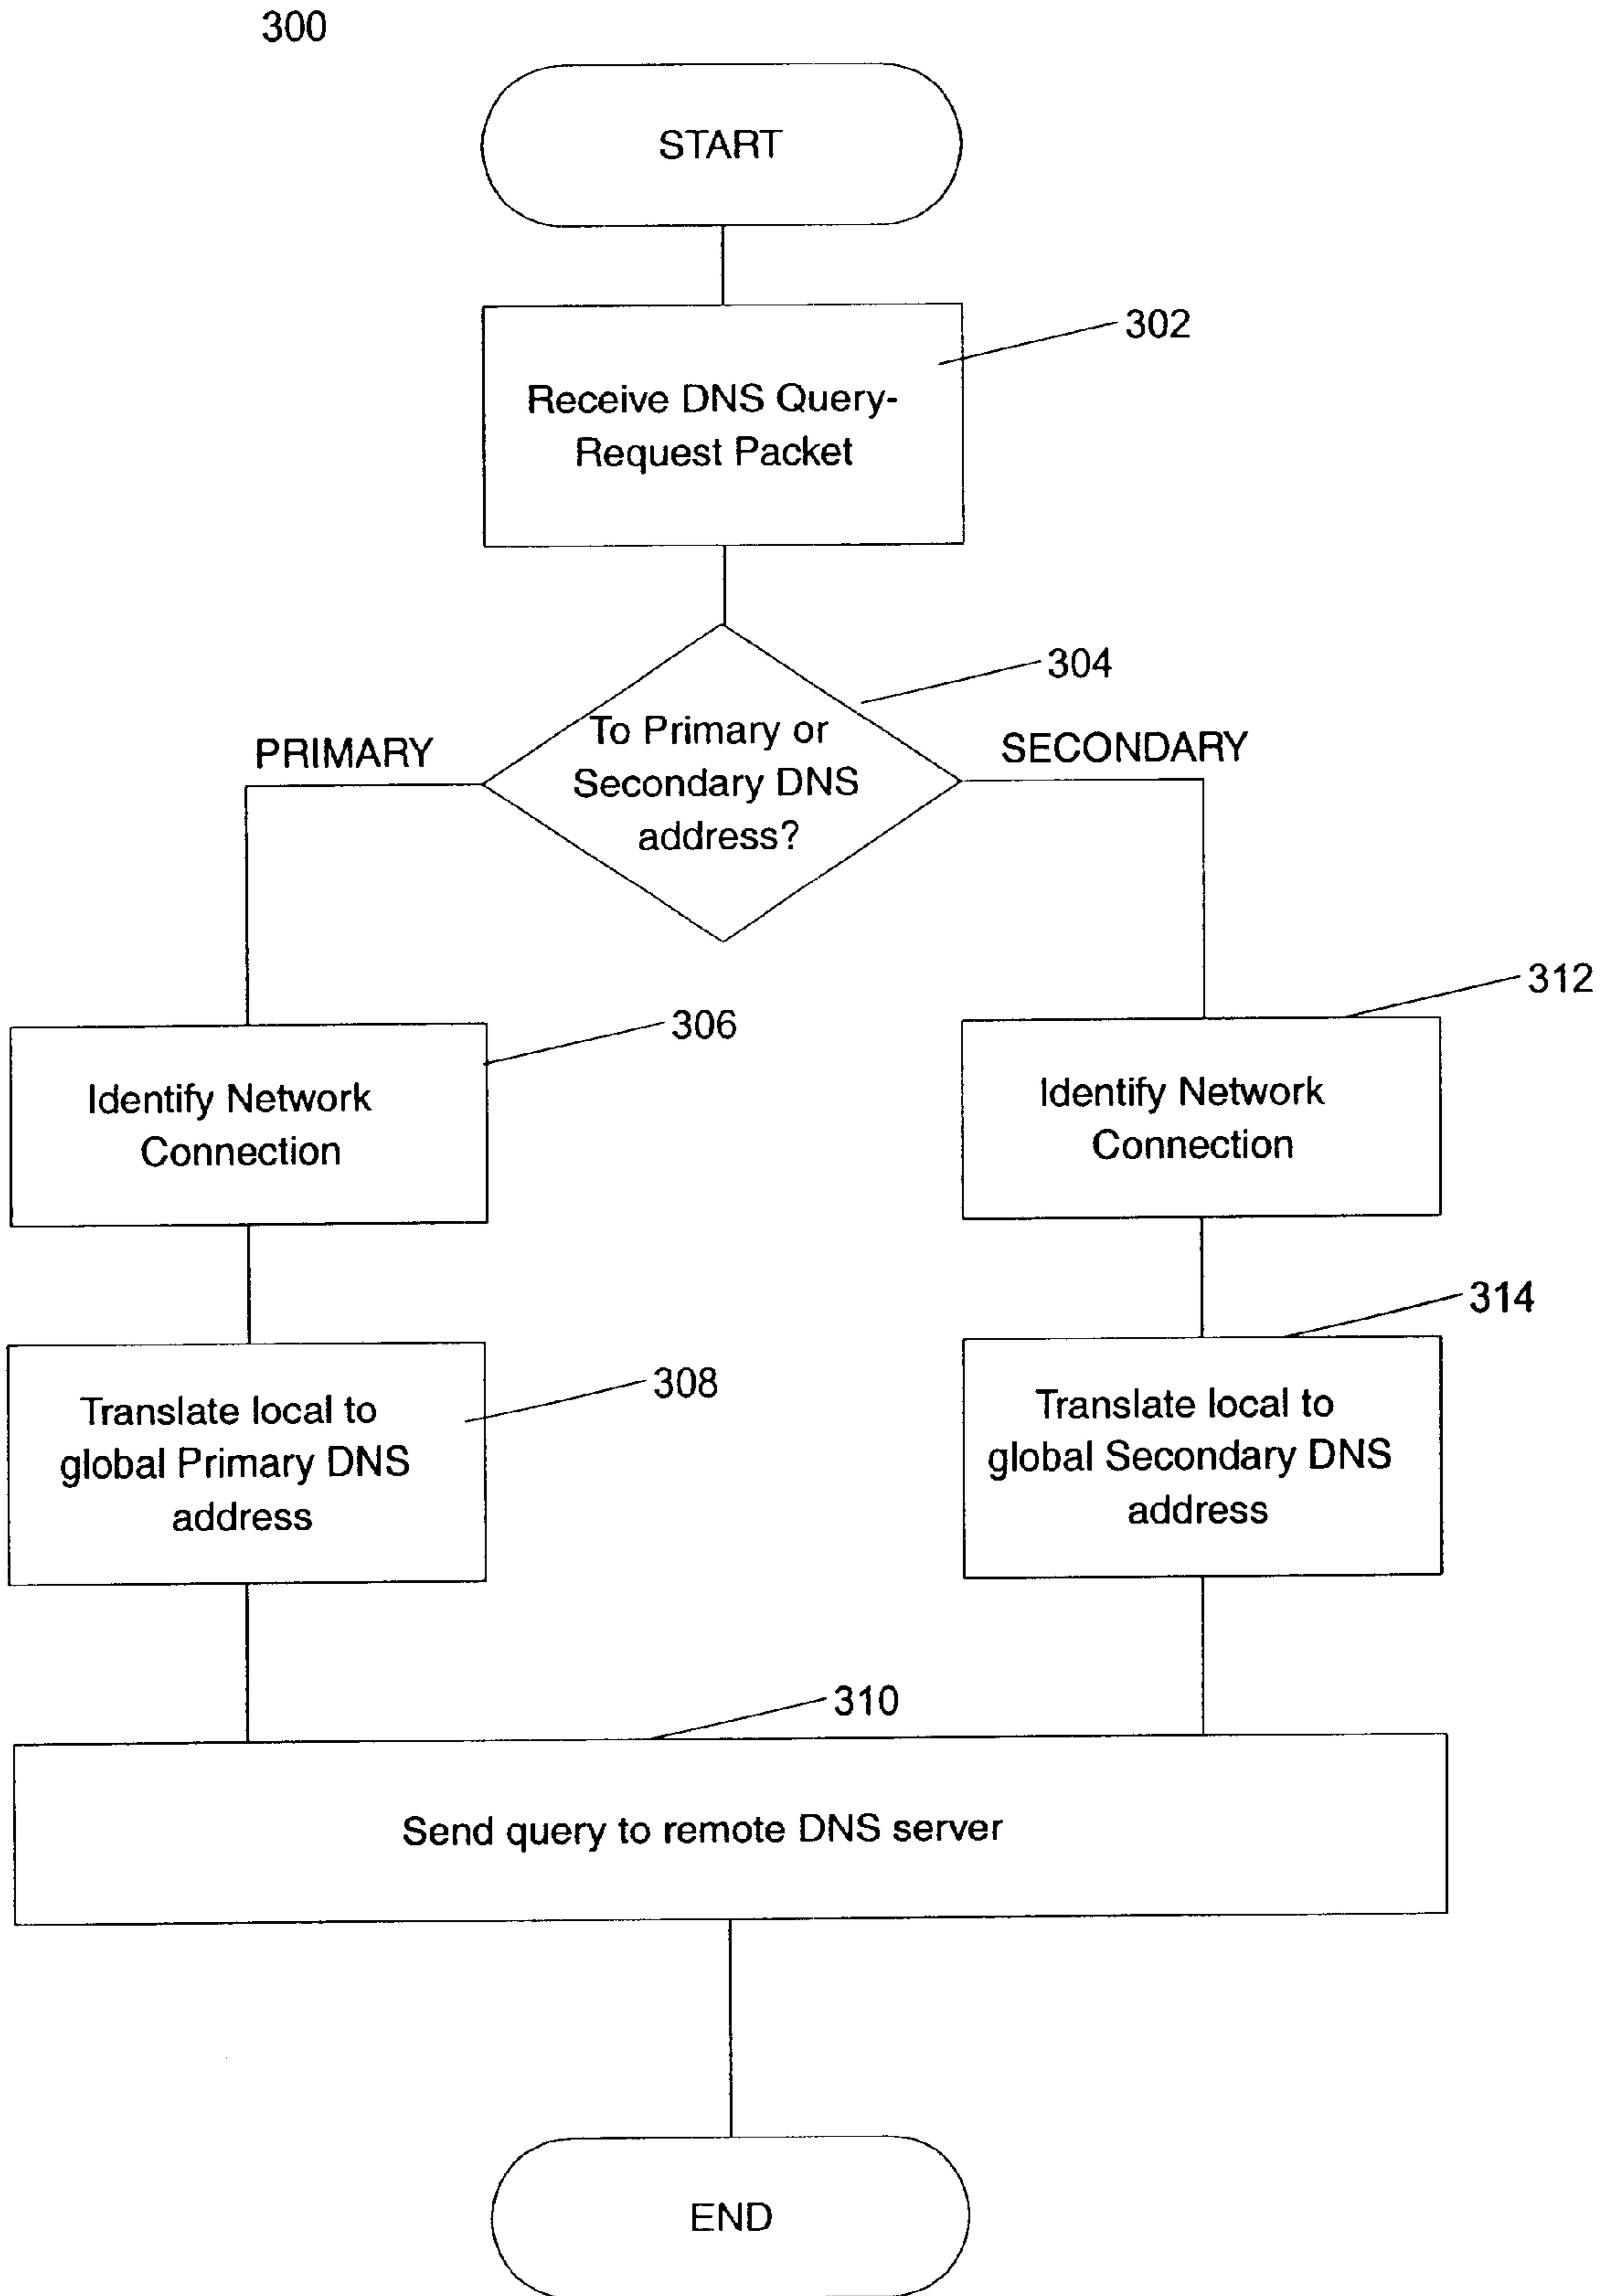 300
START
302
Receive DNS Query-
Request Packet
304
To Primary or
Secondary DNS
address?
PRIMARY
SECONDARY
306
Identify Network
Connection
312
Identify Network
Connection
308
Translate local to
global Primary DNS
address
314
Translate local to
global Secondary DNS
address
310
Send query to remote DNS server
END